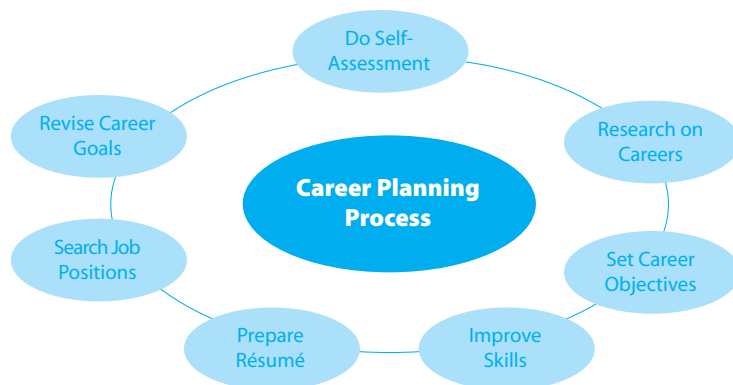 Do Self-
Assessment
Research on
Careers
Set Career
Objectives
Improve
Skills
Prepare
Résumé
Search Job
Positions
Revise Career
Goals
Career Planning
Process